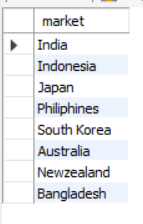 market
India
Indonesia
Japan
Philiphines
South Korea
Australia
Newzealand
Bangladesh